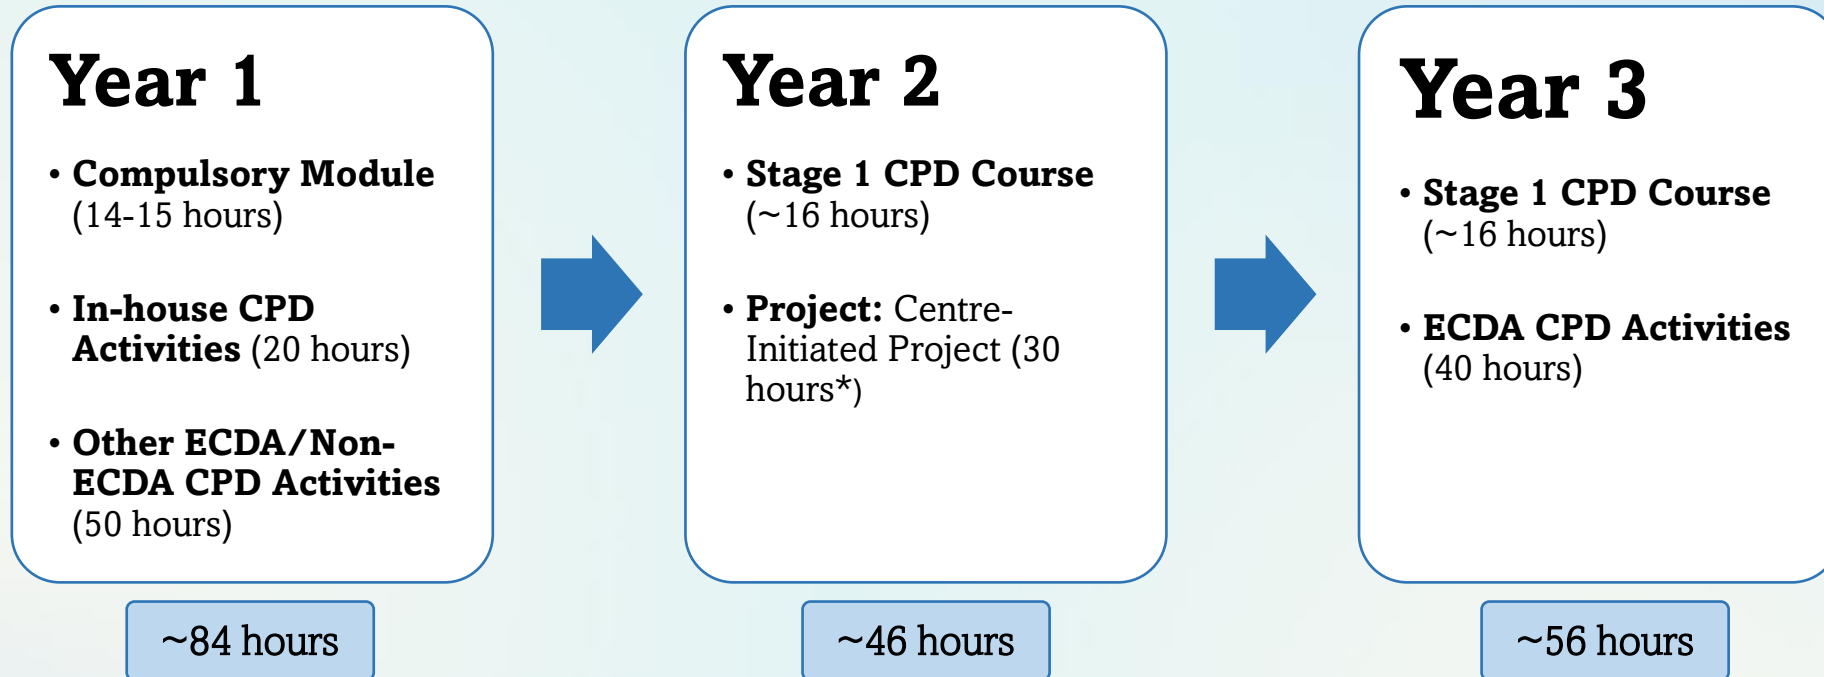 Year 1
• Compulsory Module
(14-15 hours)
• In-house CPD
Activities (20 hours)
• Other ECDA/Non-
ECDA CPD Activities
(50 hours)
~84 hours
Year 2
• Stage 1 CPD Course
(~16 hours)
• Project: Centre-
Initiated Project (30
hours*)
~46 hours
Year 3
• Stage 1 CPD Course
(~16 hours)
• ECDA CPD Activities
(40 hours)
~56 hours